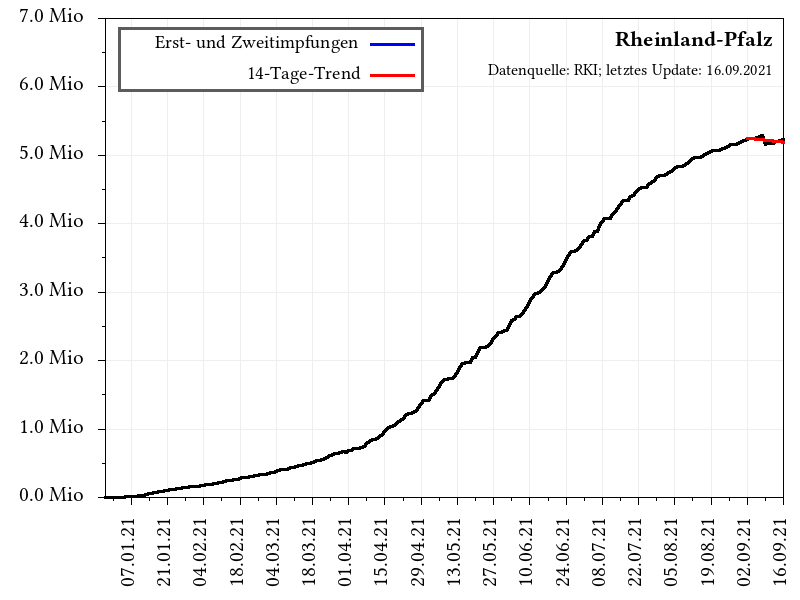 7.0 Mio
6.0 Mio
5.0 Mio
4.0 Mio
3.0 Mio
2.0 Mio
1.0 Mio
0.0 Mio
Erst- und Zweitimpfungen
14-Tage-Trend
Rheinland-Pfalz
Datenquelle: RKI; letztes Update: 16.09.2021
07.01.21
21.01.21
04.02.21
18.02.21
04.03.21
18.03.21
01.04.21
15.04.21
29.04.21
13.05.21
27.05.21
10.06.21
24.06.21
08.07.21
22.07.21
05.08.21
19.08.21
02.09.21
16.09.21